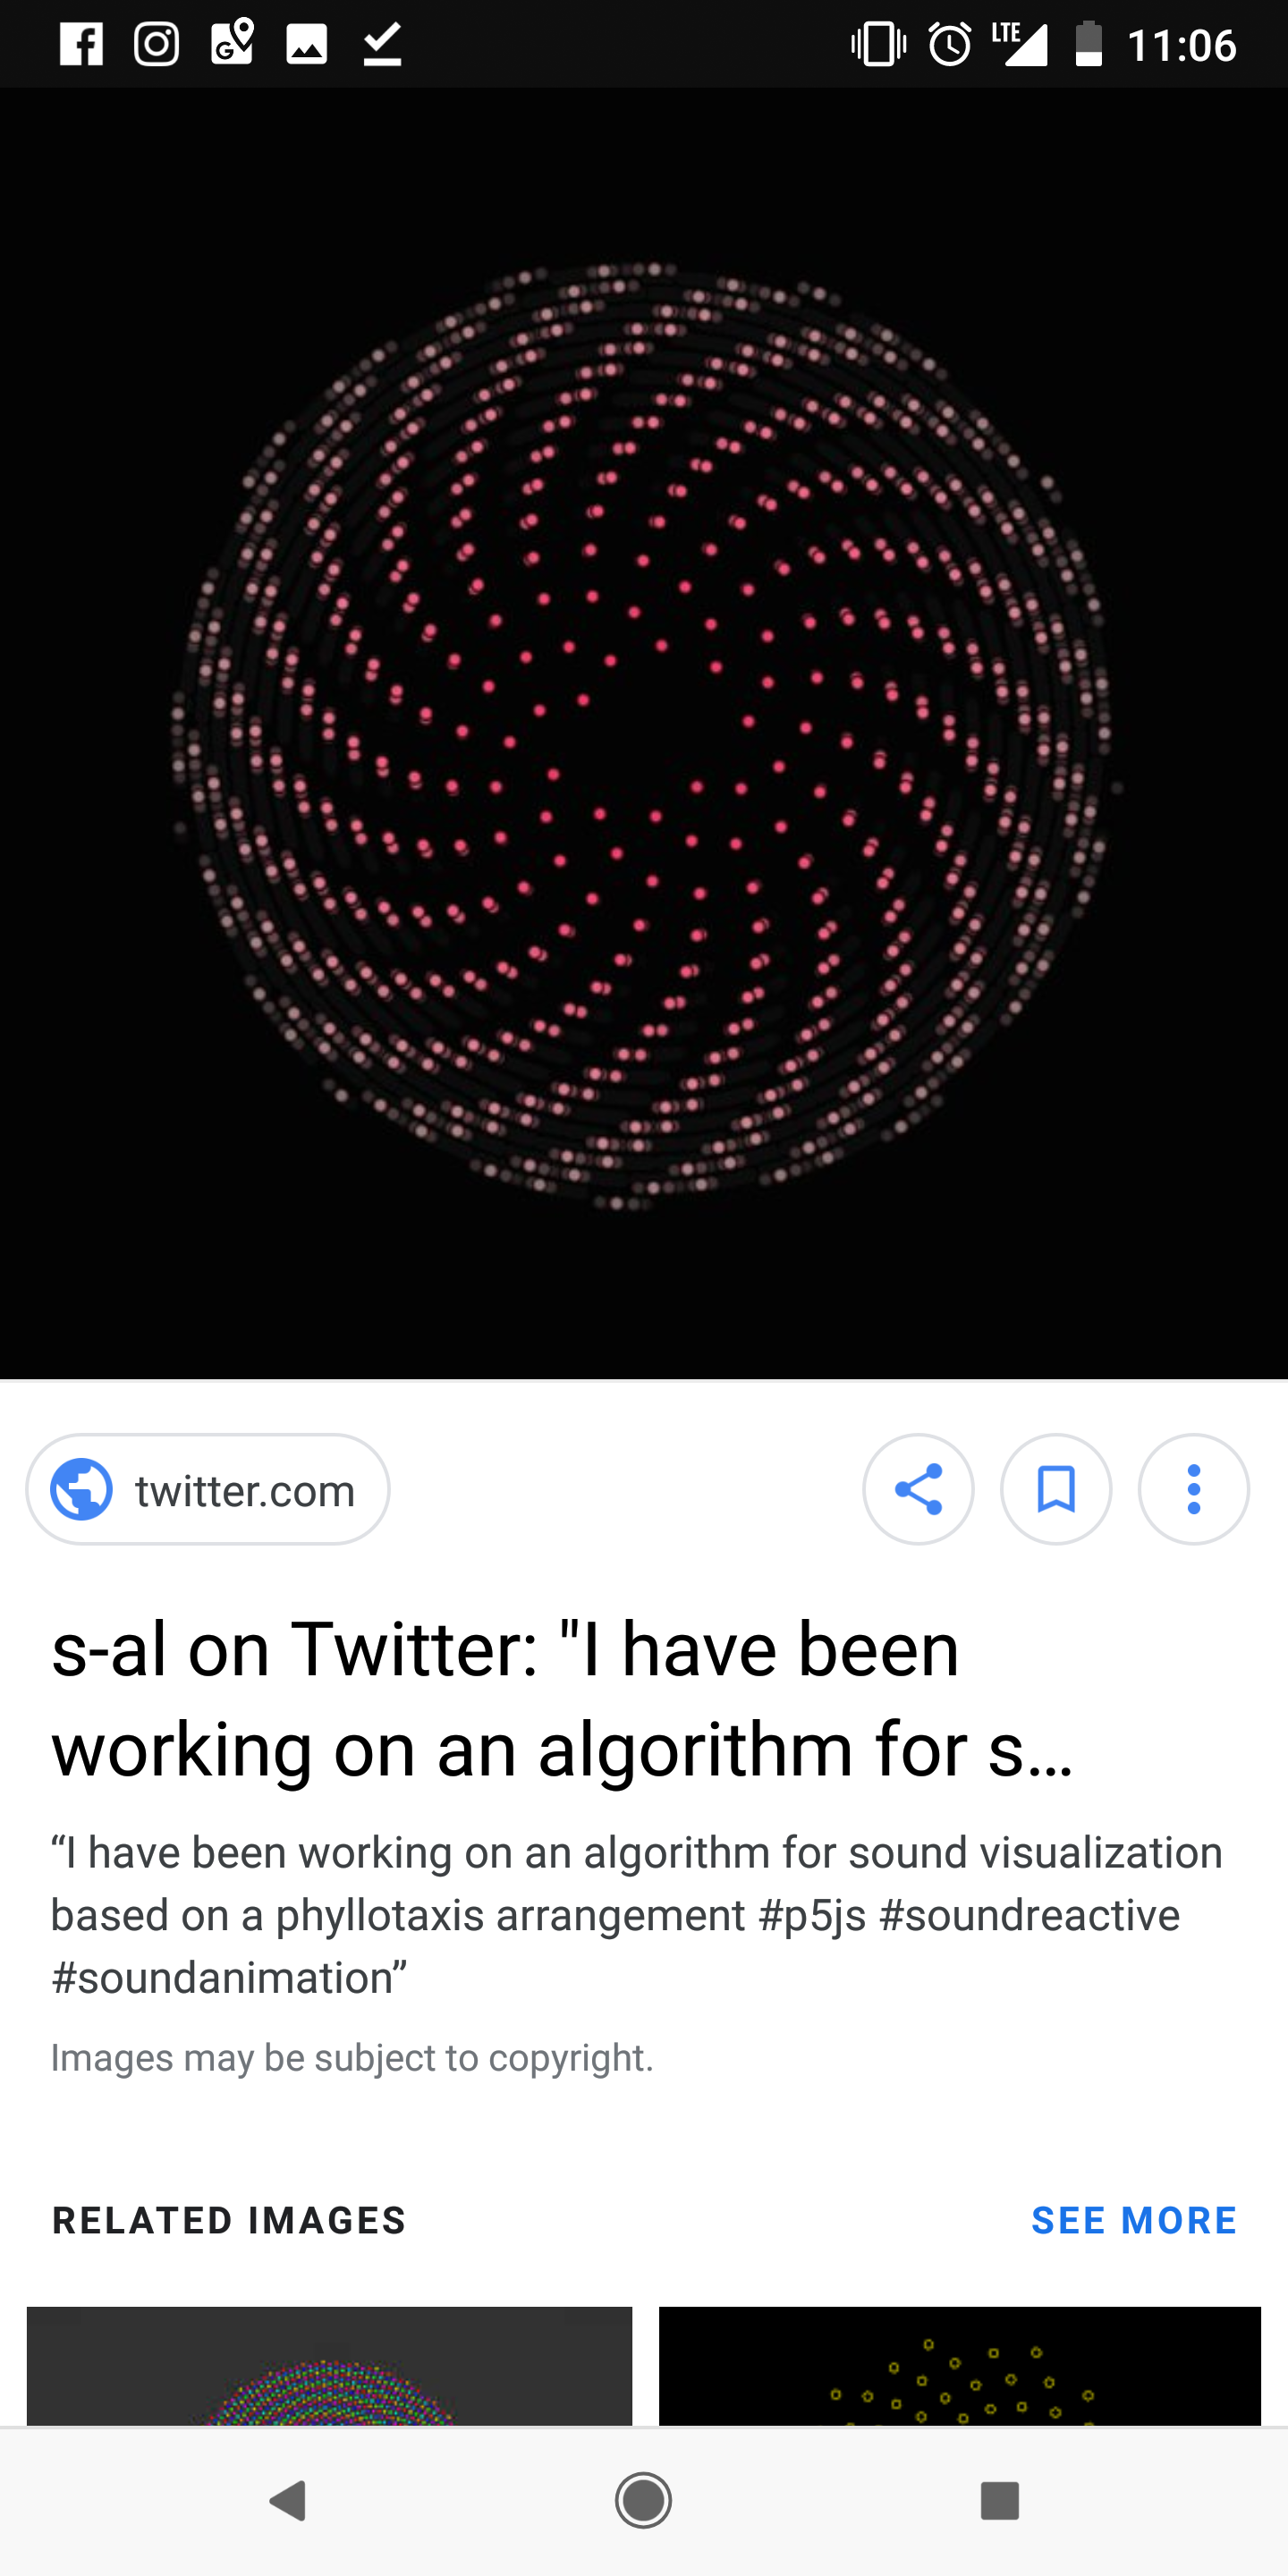 LTE 11:06
twitter.com
s-al on Twitter: "I have been
working on an algorithm for s...
“I have been working on an algorithm for sound visualization
based on a phyllotaxis arrangement #p5js #soundreactive
#soundanimation”
Images may be subject to copyright.
RELATED IMAGES SEE MORE